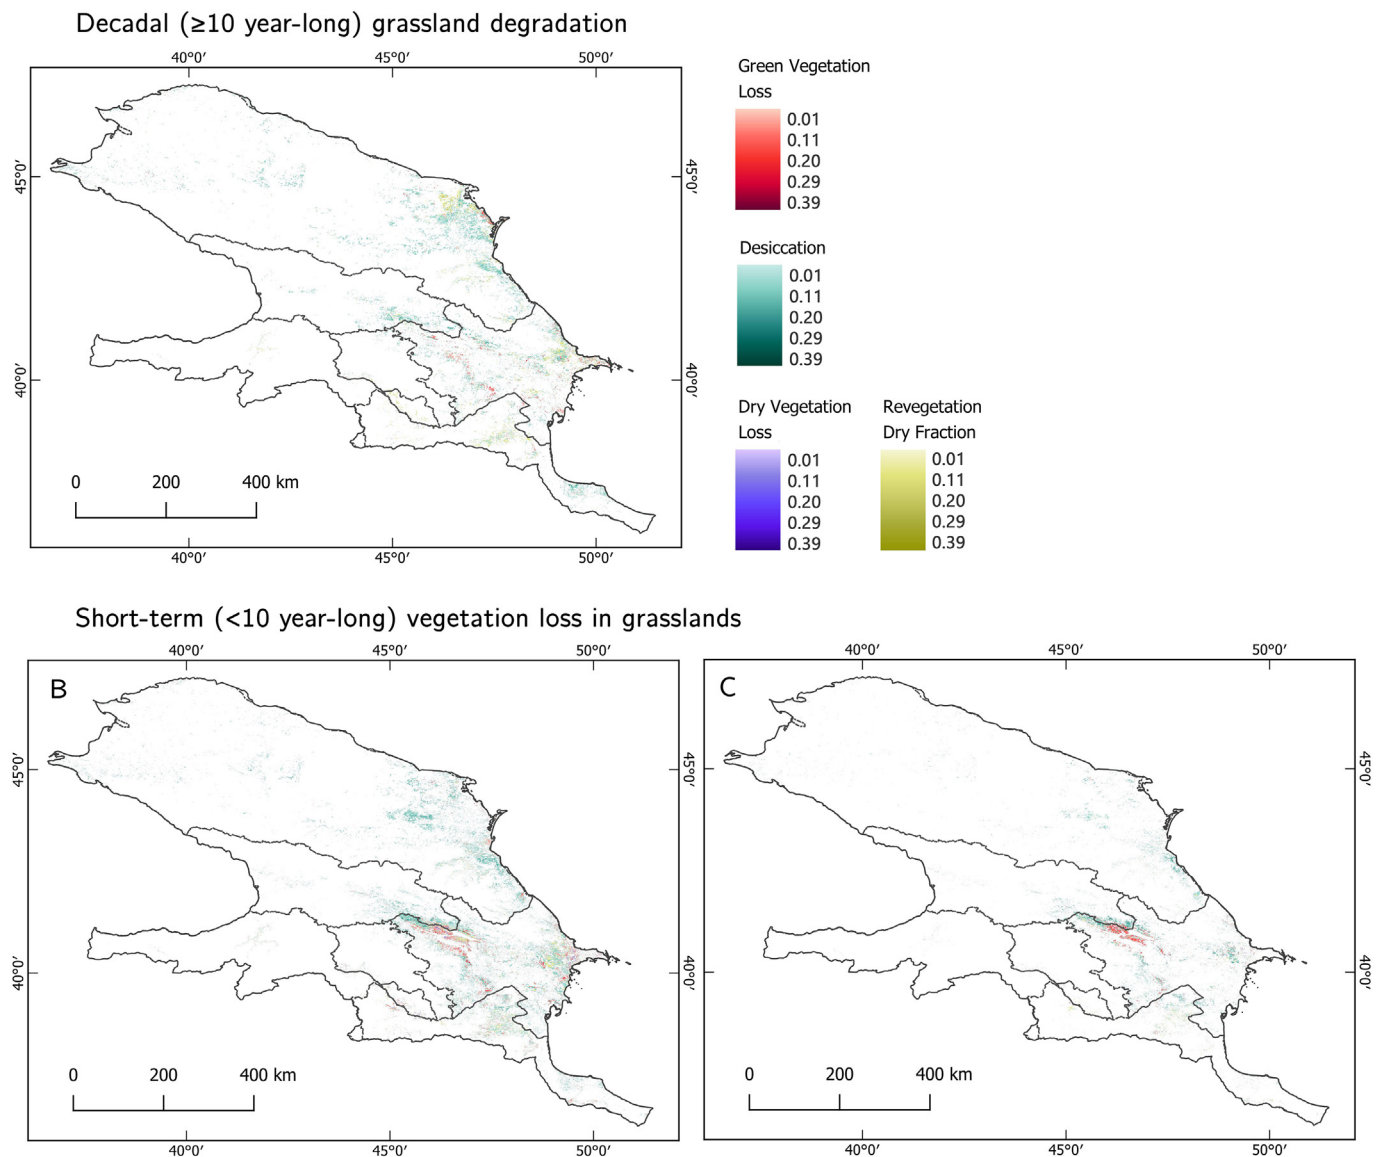 Decadal (≥10 year-long) grassland degradation
40°0′ 45°0′ 50°0′
45°0′ 45°0′
40°0′ 40°0′
0 200 400 km
40°0′ 45°0′ 50°0′
Green Vegetation
Loss
0.01
0.11
0.20
0.29
0.39
Desiccation
0.01
0.11
0.20
0.29
0.39
Dry Vegetation
Loss
0.01
0.11
0.20
0.29
0.39
Revegetation
Dry Fraction
0.01
0.11
0.20
0.29
0.39
Short-term (<10 year-long) vegetation loss in grasslands
40°0′ 45°0′ 50°0′
B
45°0′ 45°0′
40°0′ 40°0′
0 200 400 km
40°0′ 45°0′ 50°0′
40°0′ 45°0′ 50°0′
C
45°0′
40°0′
0 200 400 km
40°0′ 45°0′ 50°0′